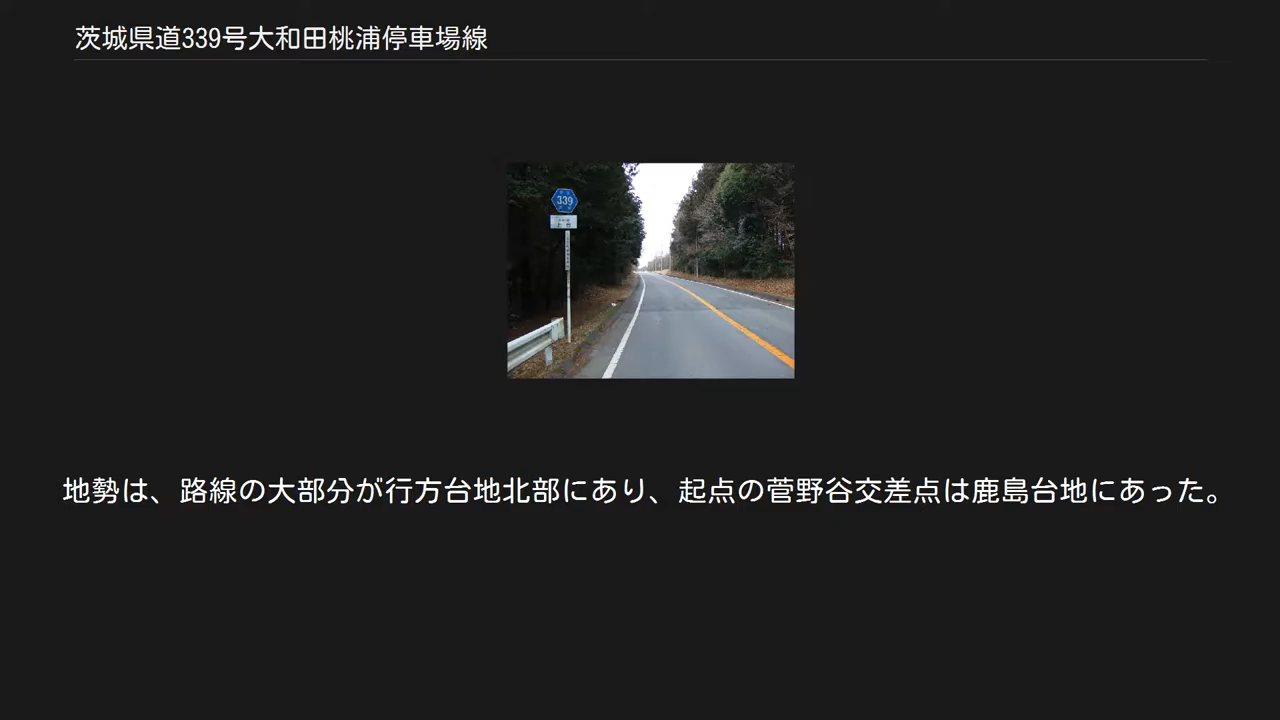 茨城県道339号大和田桃浦停車場線
339
地勢は、路線の大部分が行方台地北部にあり、起点の菅野谷交差点は鹿島台地にあった。